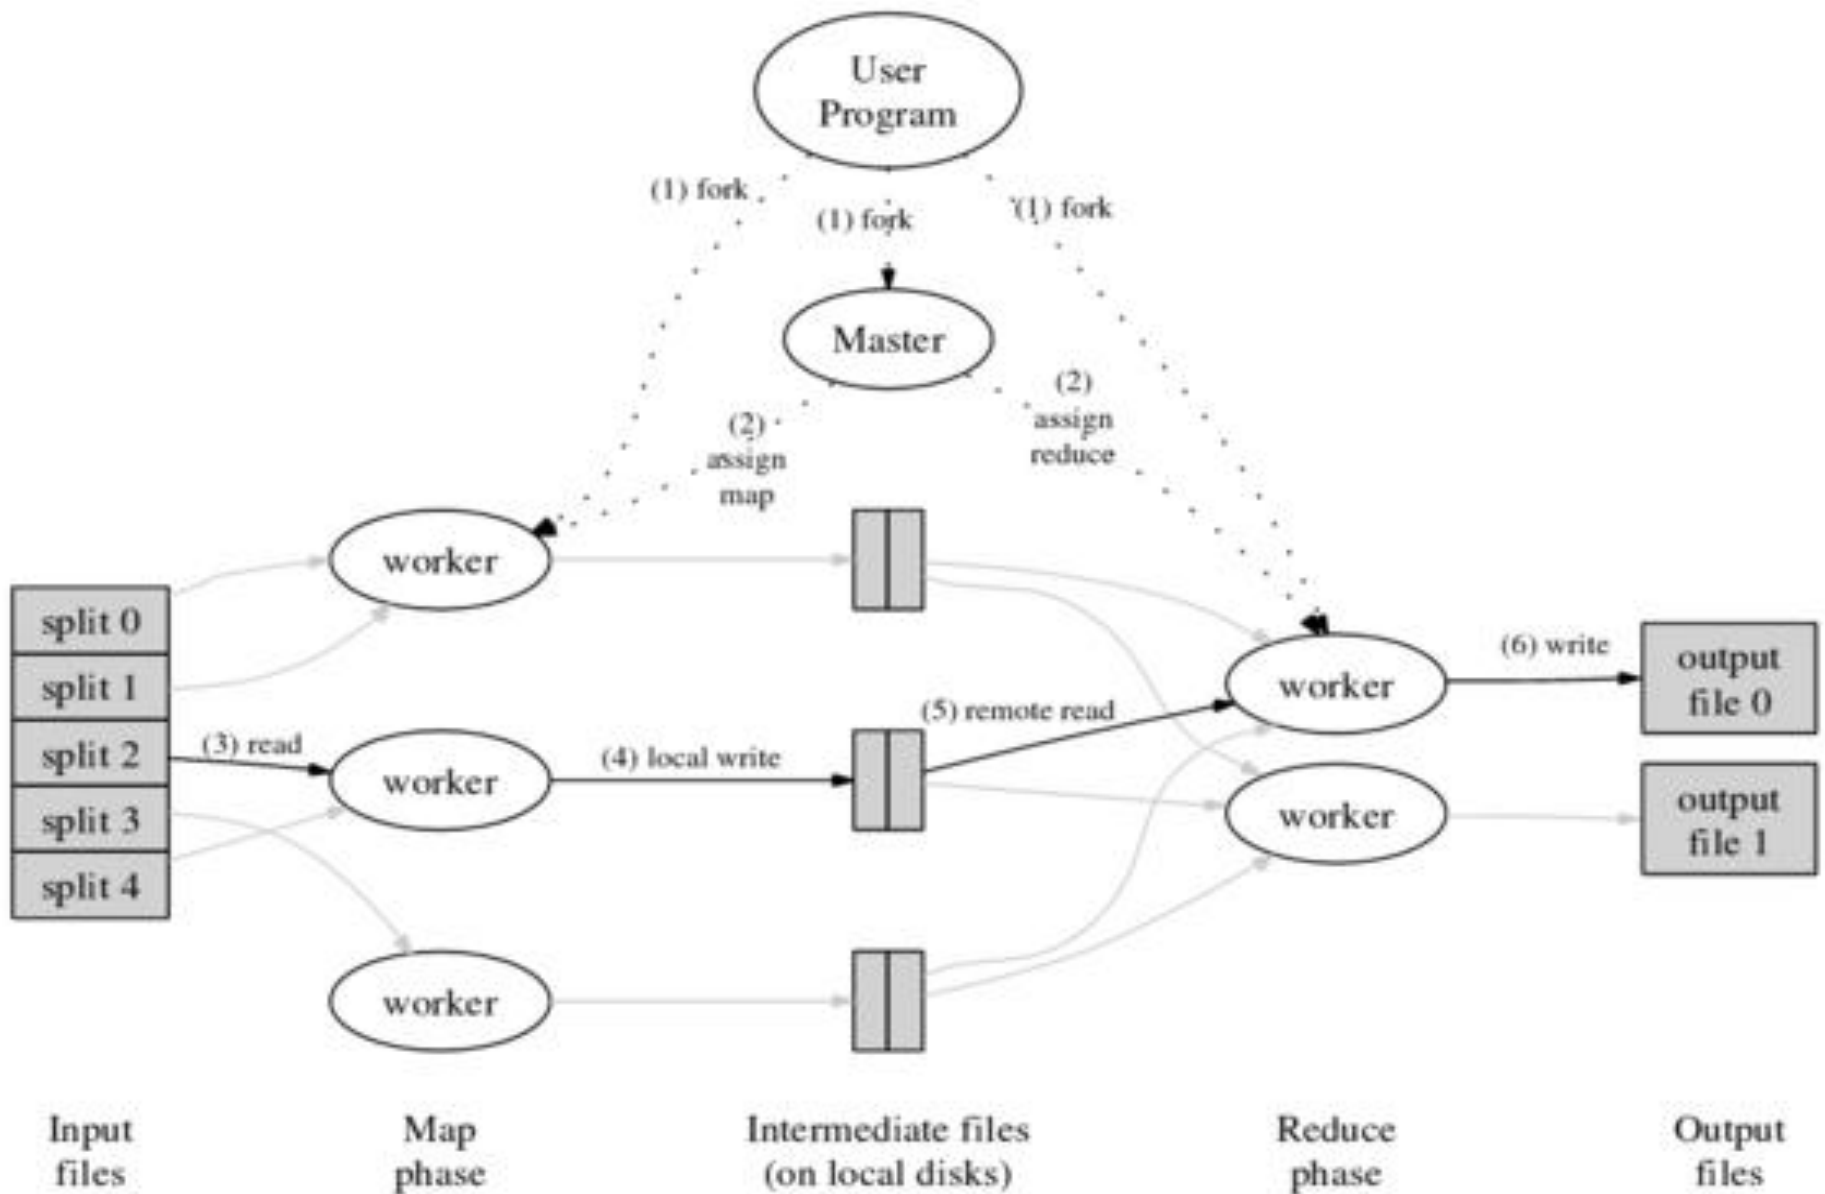 User
Program
(1) fork
(1) fork
(1) fork
Master
(2)
assign
map
(2)
assign
reduce
worker
split 0
split 1
split 2
split 3
split 4
(3) read
worker
(4) local write
worker
(5) remote read
worker
worker
(6) write
output
file 0
output
file 1
Input
files
Map
phase
Intermediate files
(on local disks)
Reduce
phase
Output
files